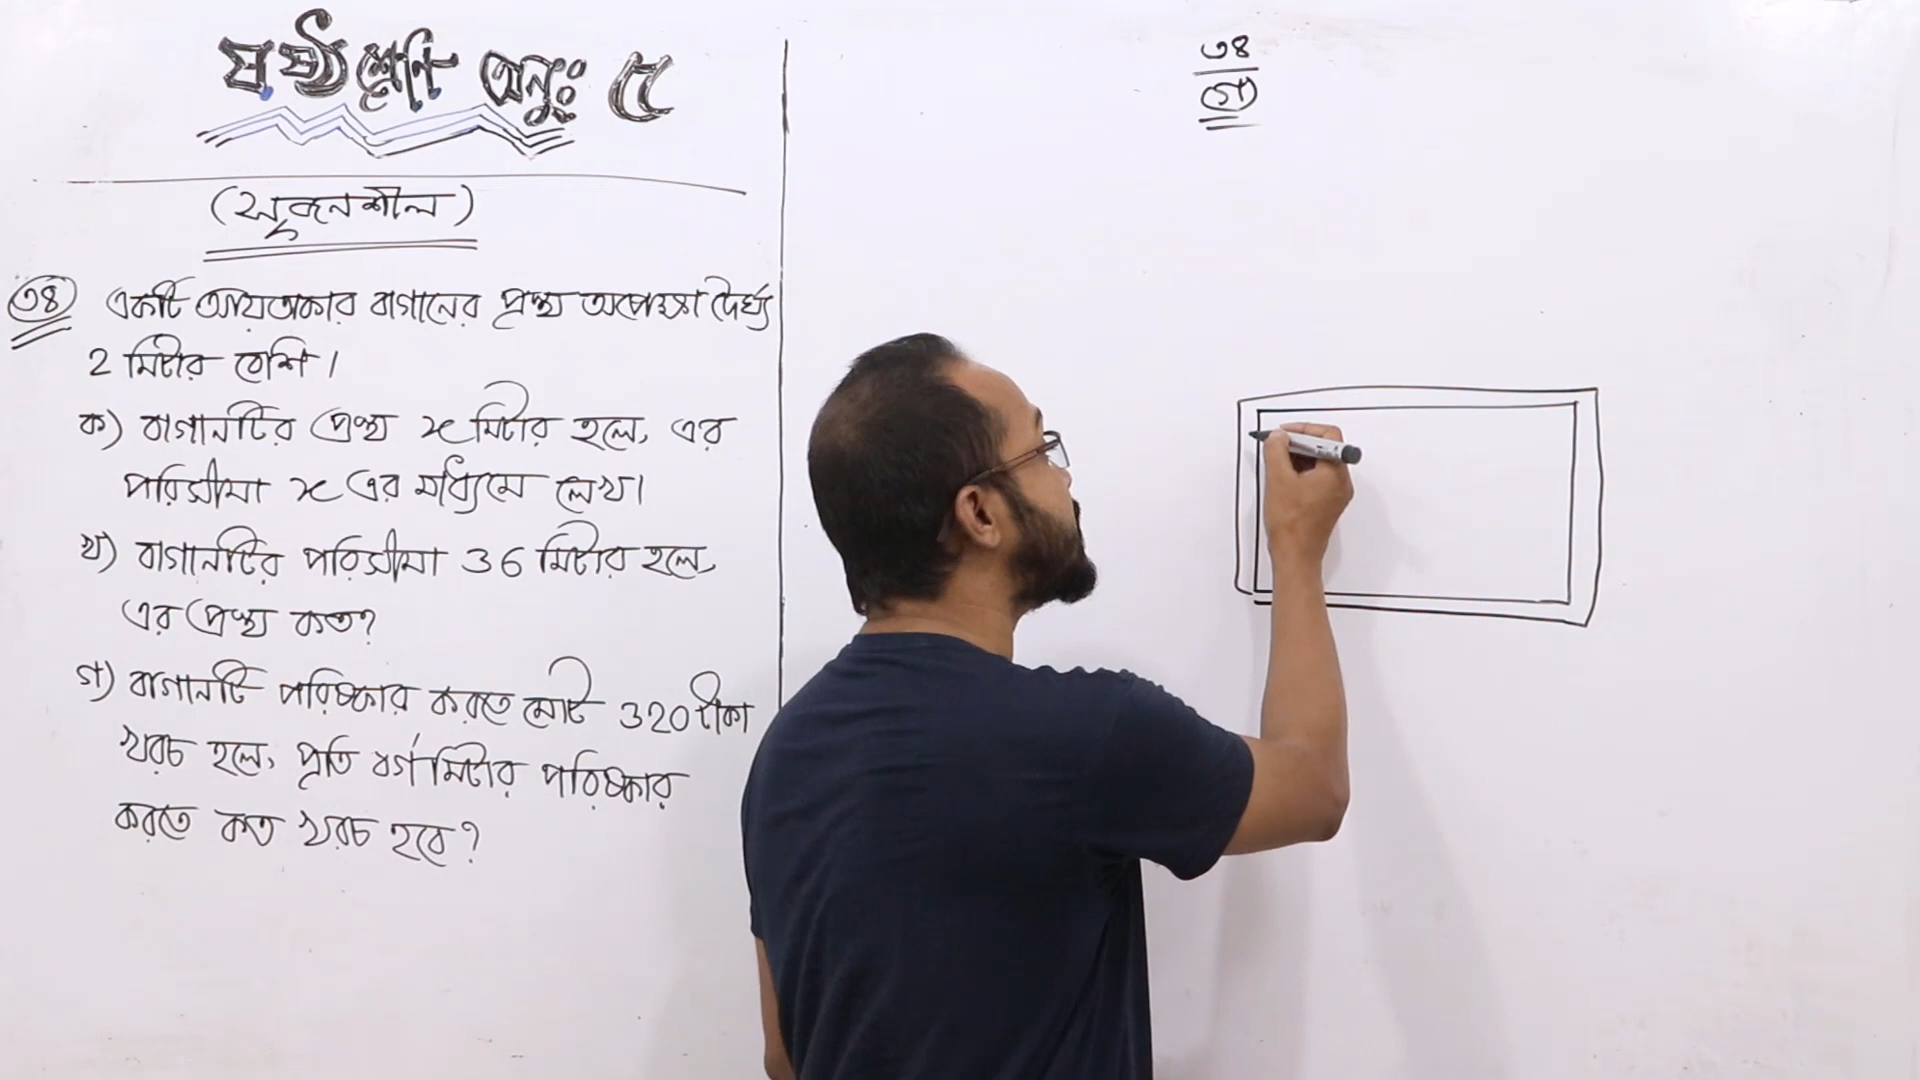 ষষ্ঠ শ্রেণি অনুঃ ৫
(সৃজনশীল)
৩৪ একটি আয়তাকার বাগানের প্রস্থ অপেক্ষা দৈর্ঘ্য
2 মিটার বেশি।
ক) বাগানটির প্রস্থ x মিটার হলে, এর
পরিসীমা x এর মাধ্যমে লেখ।
খ) বাগানটির পরিসীমা 36 মিটার হলে,
এর প্রস্থ কত?
গ) বাগানটি পরিষ্কার করতে মোট 320 টাকা
খরচ হলে, প্রতি বর্গমিটার পরিষ্কার
করতে কত খরচ হবে?
৩৪
গ